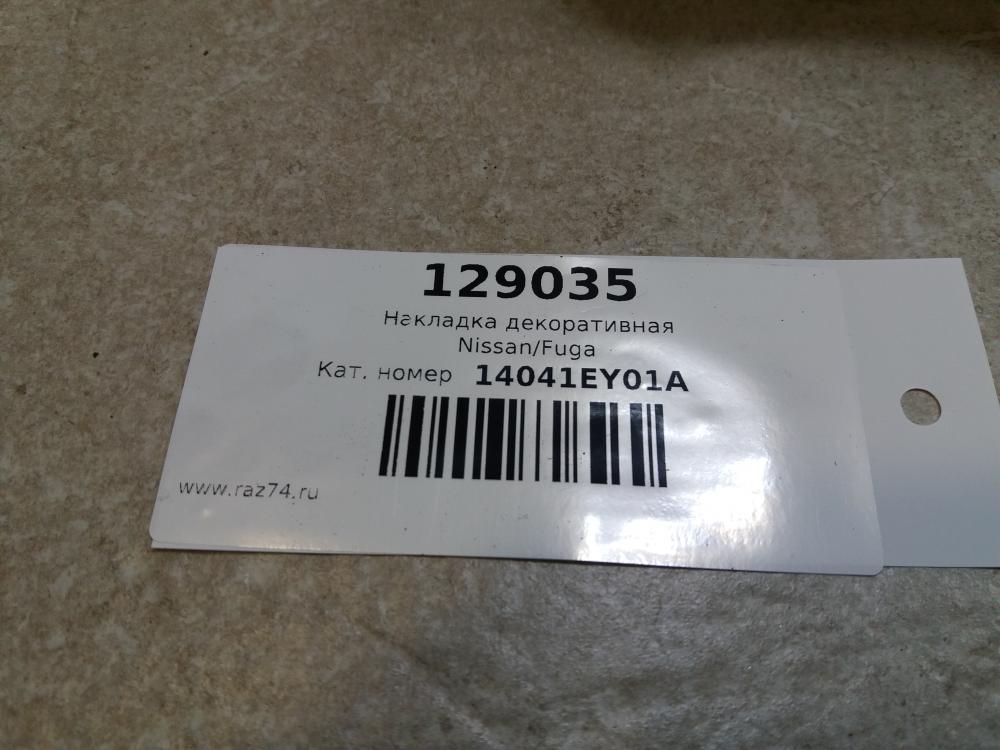 129035
Накладка декоративная
Nissan/Fuga
Кат. номер 14041EY01A
www.raz74.ru